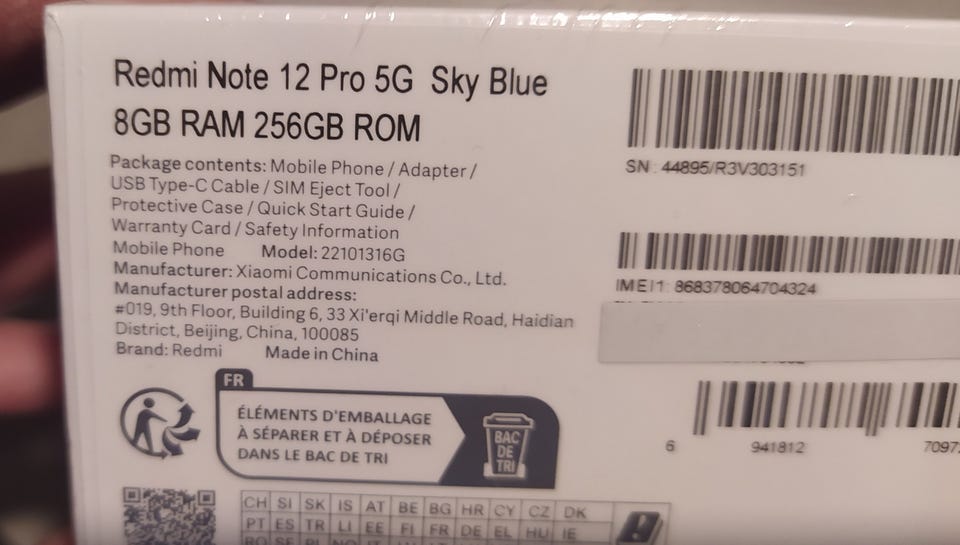 Redmi Note 12 Pro 5G Sky Blue
8GB RAM 256GB ROM
Package contents: Mobile Phone / Adapter /
USB Type-C Cable / SIM Eject Tool /
Protective Case / Quick Start Guide /
Warranty Card / Safety Information
Mobile Phone Model: 22101316G
Manufacturer: Xiaomi Communications Co., Ltd.
Manufacturer postal address:
#019, 9th Floor, Building 6, 33 Xi'erqi Middle Road, Haidian
District, Beijing, China, 100085
Brand: Redmi Made in China
SN : 44895/R3V303151
IMEI1: 868378064704324
6 941812 7097
FR
ÉLÉMENTS D'EMBALLAGE
À SÉPARER ET À DÉPOSER
DANS LE BAC DE TRI
BAC
DE
TRI
CH SI SK IS AT BE BG HR CY CZ DK
PT ES TR LI EE FI FR DE EL HU IE